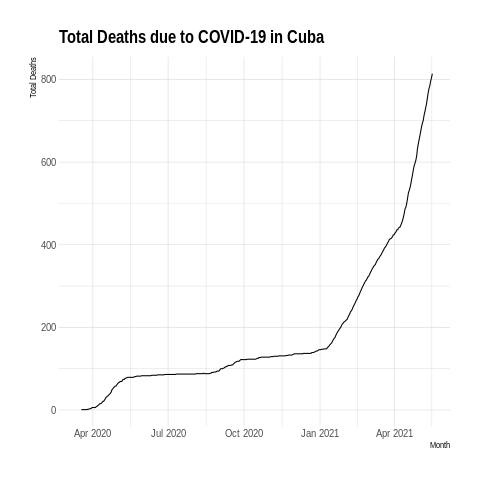 Total Deaths due to COVID-19 in Cuba
Total Deaths
800
600
400
200
0
Apr 2020 Jul 2020 Oct 2020 Jan 2021 Apr 2021
Month